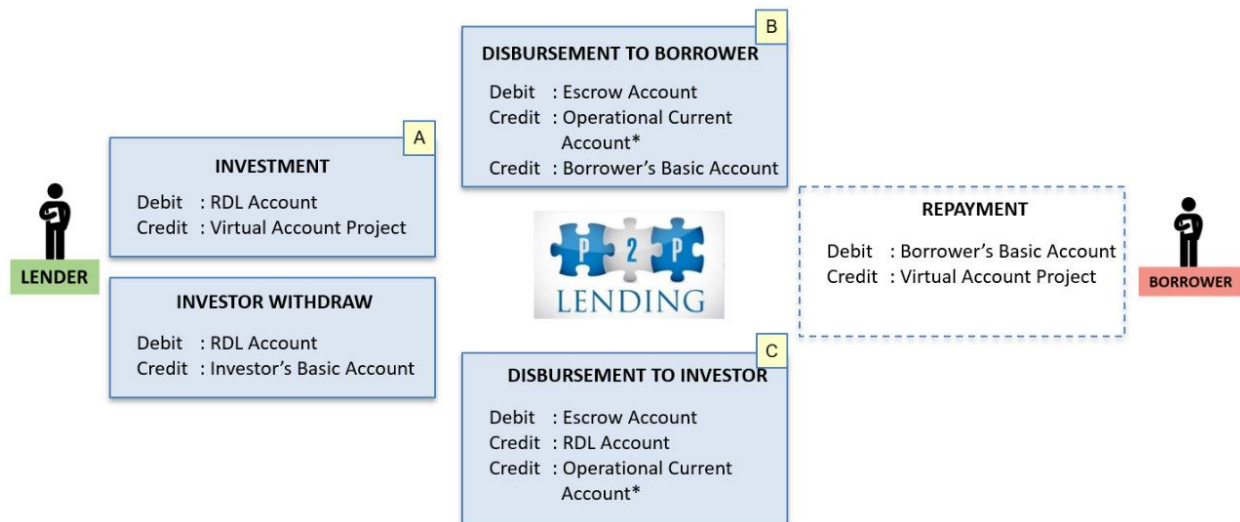 LENDER
A
INVESTMENT
Debit : RDL Account
Credit : Virtual Account Project
INVESTOR WITHDRAW
Debit : RDL Account
Credit : Investor's Basic Account
B
DISBURSEMENT TO BORROWER
Debit : Escrow Account
Credit : Operational Current
Account*
Credit : Borrower's Basic Account
P 2 P
LENDING
C
DISBURSEMENT TO INVESTOR
Debit : Escrow Account
Credit : RDL Account
Credit : Operational Current
Account*
REPAYMENT
Debit : Borrower's Basic Account
Credit : Virtual Account Project
BORROWER